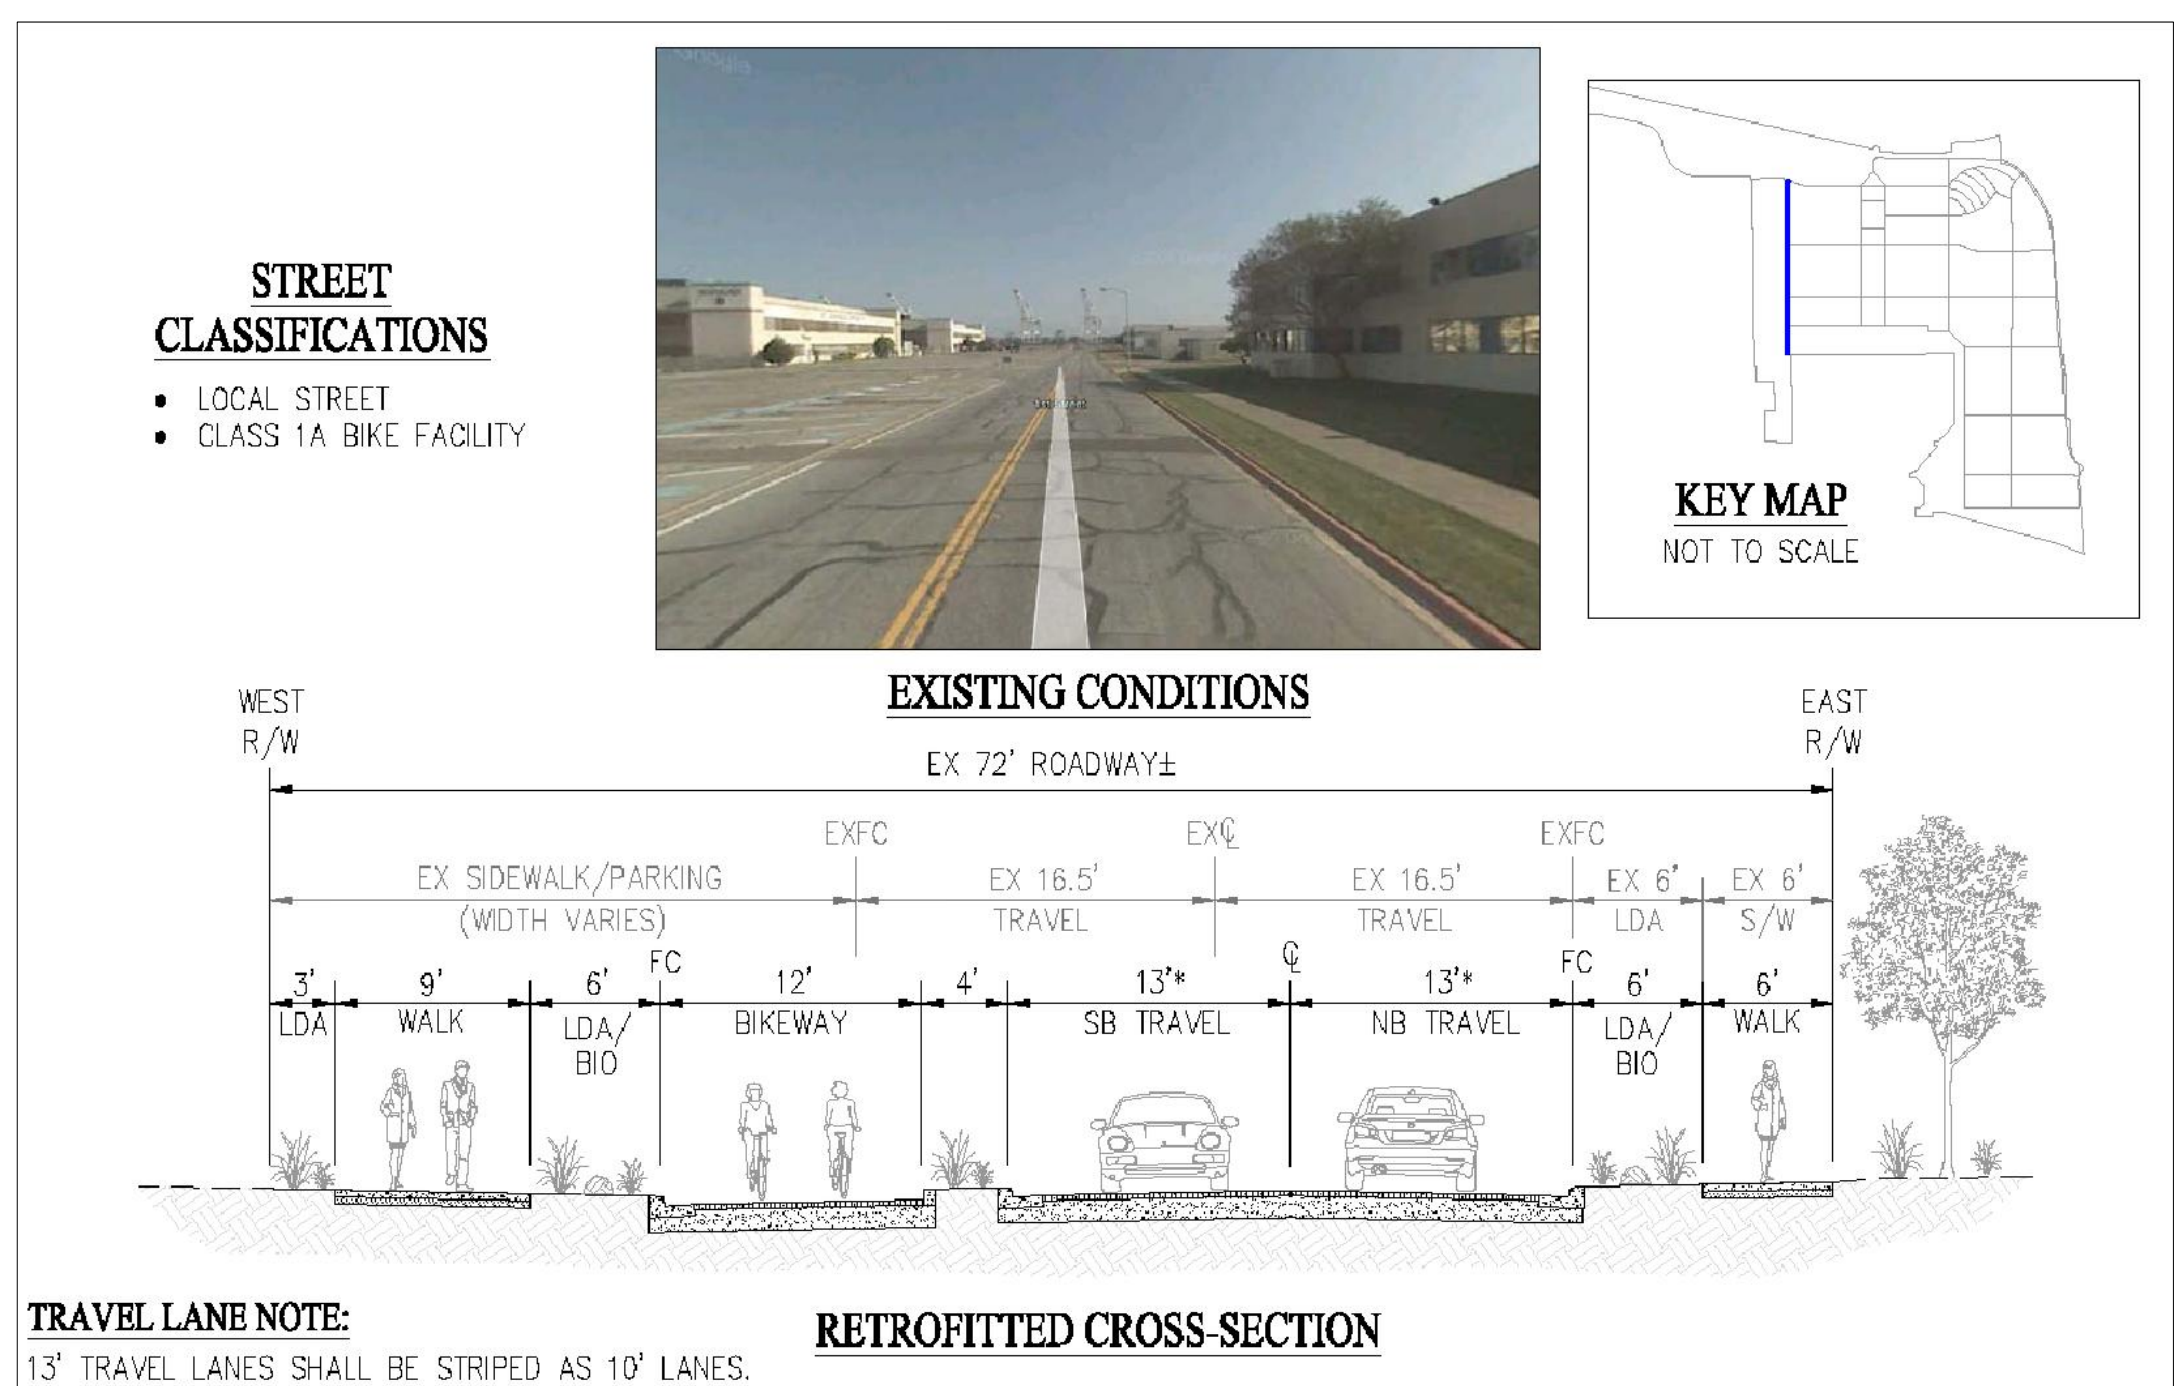 STREET
CLASSIFICATIONS
• LOCAL STREET
• CLASS 1A BIKE FACILITY
KEY MAP
NOT TO SCALE
EXISTING CONDITIONS
WEST
R/W
EAST
R/W
EX 72' ROADWAY±
EXFC
EX℄
EXFC
EX SIDEWALK/PARKING
(WIDTH VARIES)
EX 16.5'
TRAVEL
EX 16.5'
TRAVEL
EX 6'
LDA
EX 6'
S/W
FC
℄
FC
3'
LDA
9'
WALK
6'
LDA/
BIO
12'
BIKEWAY
4'
13'*
SB TRAVEL
13'*
NB TRAVEL
6'
LDA/
BIO
6'
WALK
TRAVEL LANE NOTE:
13' TRAVEL LANES SHALL BE STRIPED AS 10' LANES.
RETROFITTED CROSS-SECTION